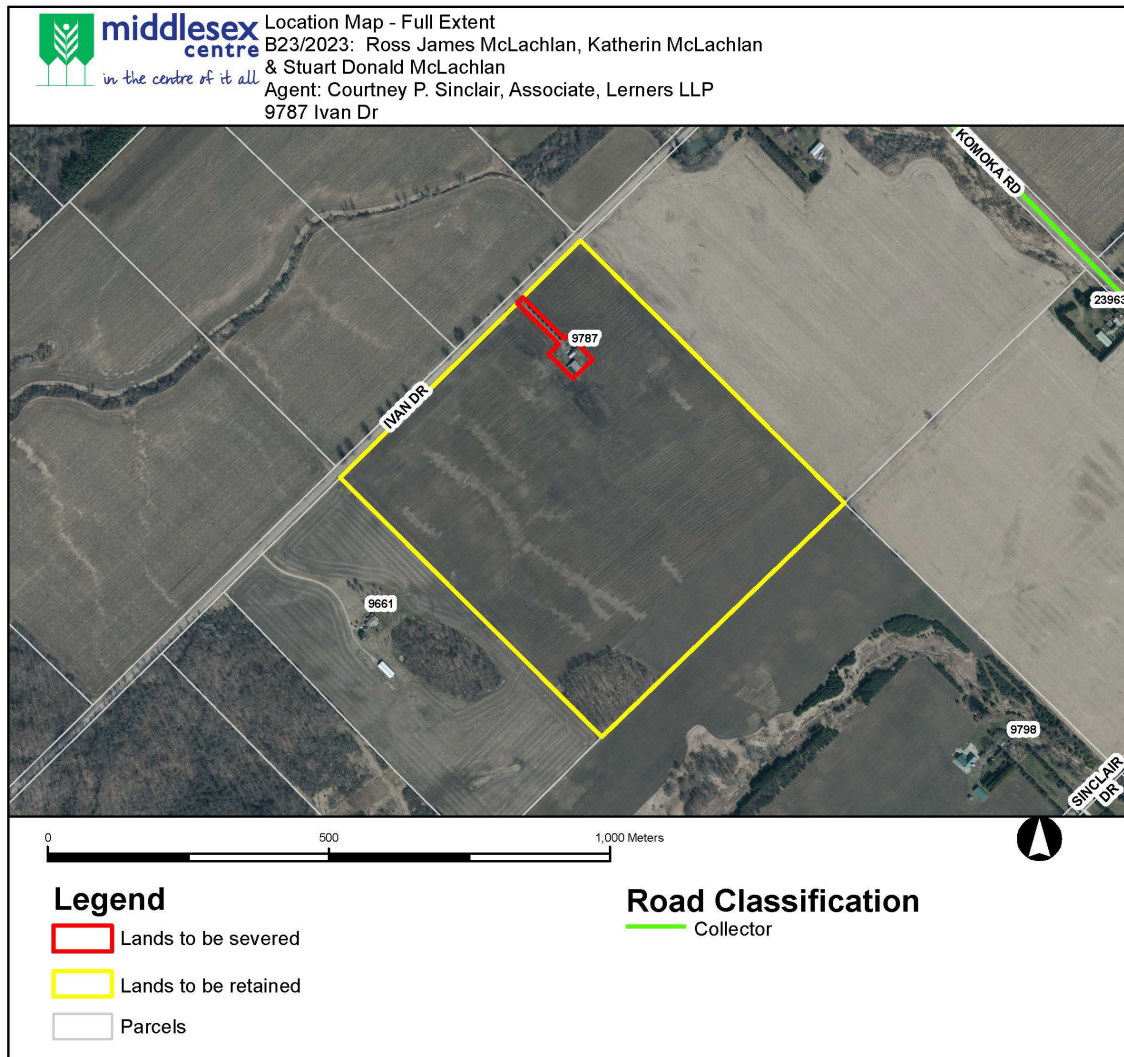 middlesex
centre
in the centre of it all
Location Map - Full Extent
B23/2023: Ross James McLachlan, Katherin McLachlan
& Stuart Donald McLachlan
Agent: Courtney P. Sinclair, Associate, Lerners LLP
9787 Ivan Dr
KOMOKA RD
23963
9787
IVAN DR
9661
9798
SINCLAIR
DR
0
500
1,000 Meters
Legend
Lands to be severed
Lands to be retained
Parcels
Road Classification
Collector